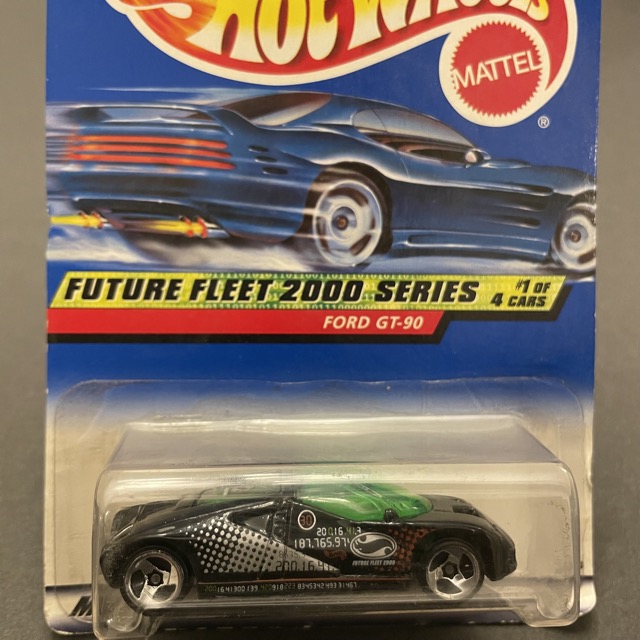 HOT WHEELS
MATTEL
®
FUTURE FLEET 2000 SERIES
#1 OF
4 CARS
FORD GT-90
FUTURE FLEET 2000